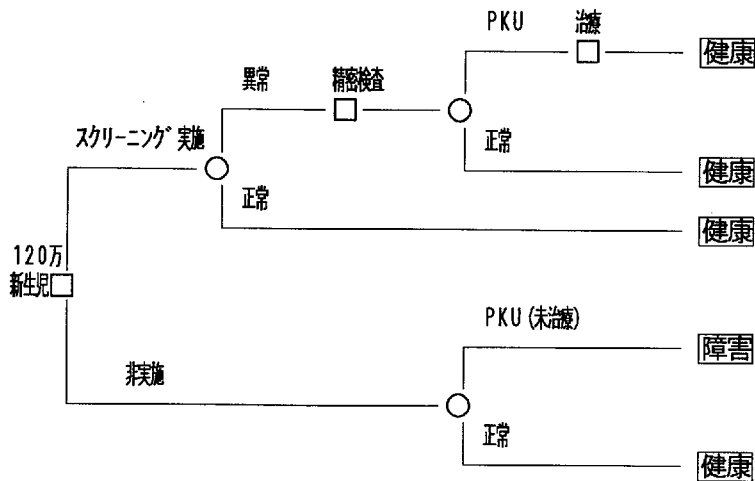 PKU 治療
健康
異常 精密検査
スクリーニング 実施
正常
健康
正常
健康
120万
新生児
PKU (未治療)
障害
非実施
正常
健康